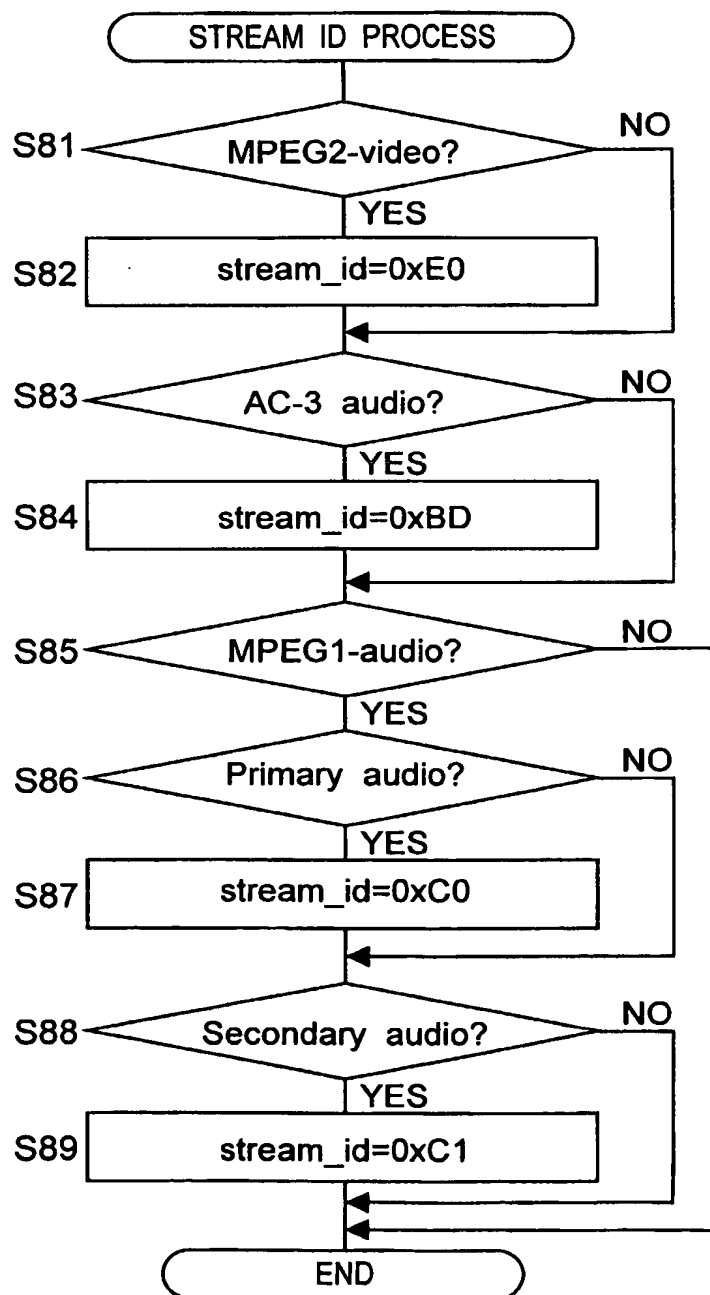 STREAM ID PROCESS
S81
MPEG2-video?
NO
YES
S82
stream_id=0xE0
S83
AC-3 audio?
NO
YES
S84
stream_id=0xBD
S85
MPEG1-audio?
NO
YES
S86
Primary audio?
NO
YES
S87
stream_id=0xC0
S88
Secondary audio?
NO
YES
S89
stream_id=0xC1
END